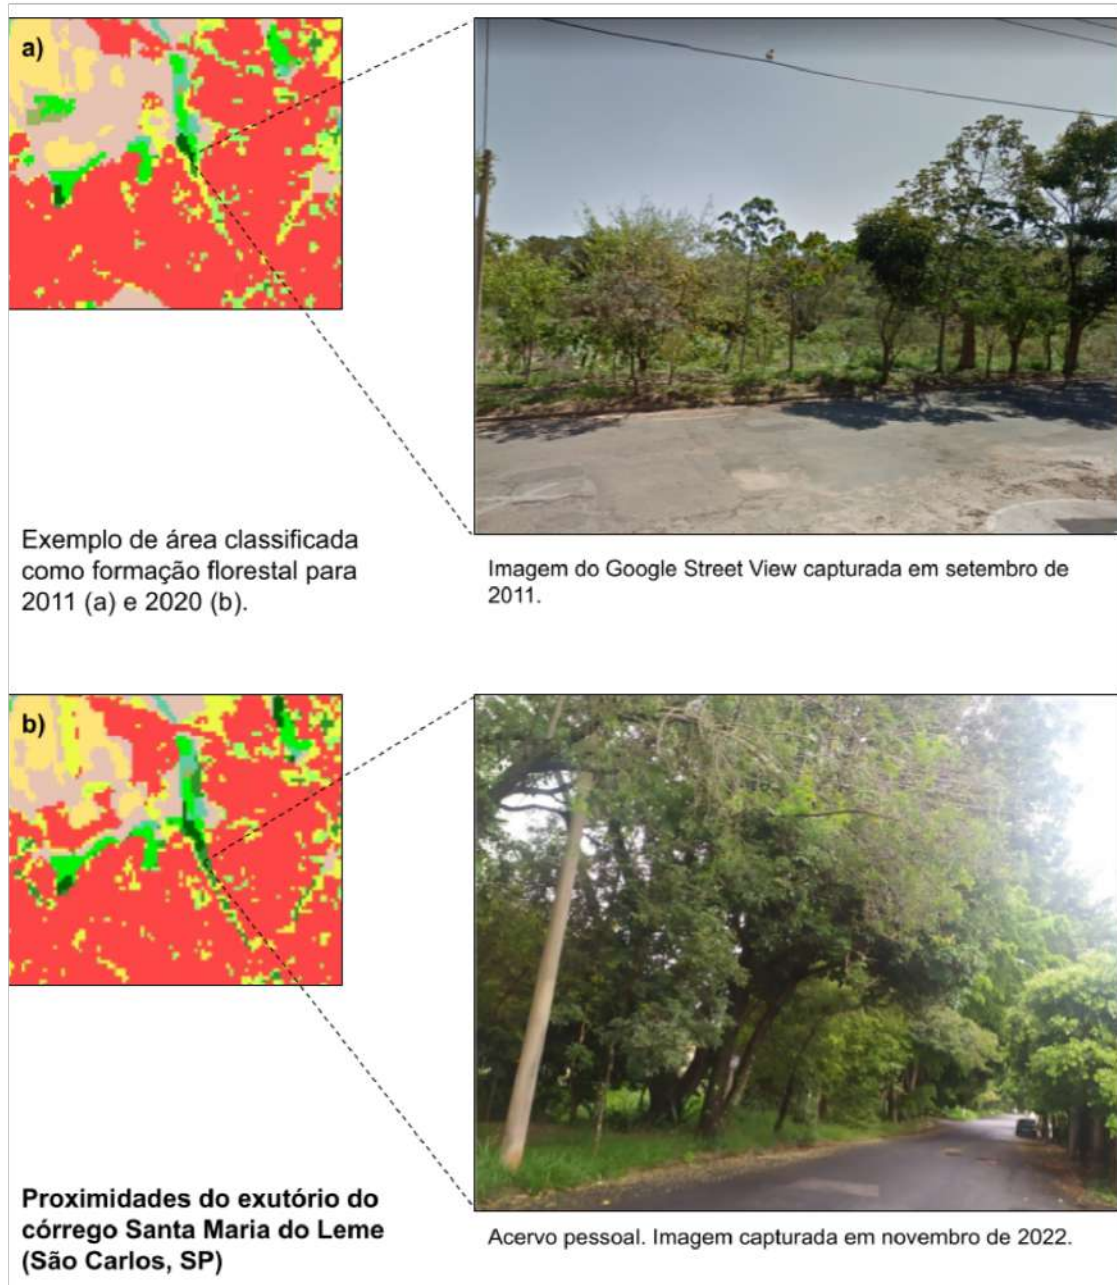 a)
Exemplo de área classificada
como formação florestal para
2011 (a) e 2020 (b).
Imagem do Google Street View capturada em setembro de
2011.
b)
Proximidades do exutório do
córrego Santa Maria do Leme
(São Carlos, SP)
Acervo pessoal. Imagem capturada em novembro de 2022.